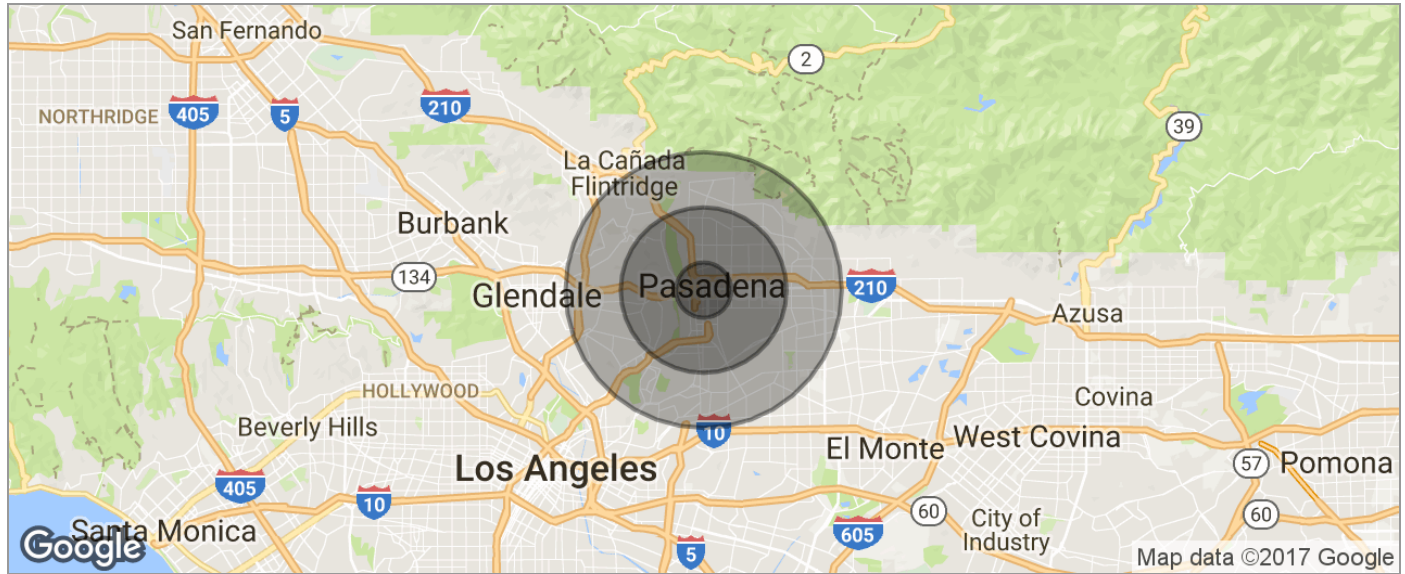 San Fernando
2
NORTHRIDGE
405
5
210
39
La Cañada
Flintridge
Burbank
134
Glendale
Pasadena
210
Azusa
HOLLYWOOD
Covina
Beverly Hills
10
El Monte
West Covina
Los Angeles
57
Pomona
405
10
60
60
Santa Monica
605
City of
Industry
5
Google
Map data ©2017 Google